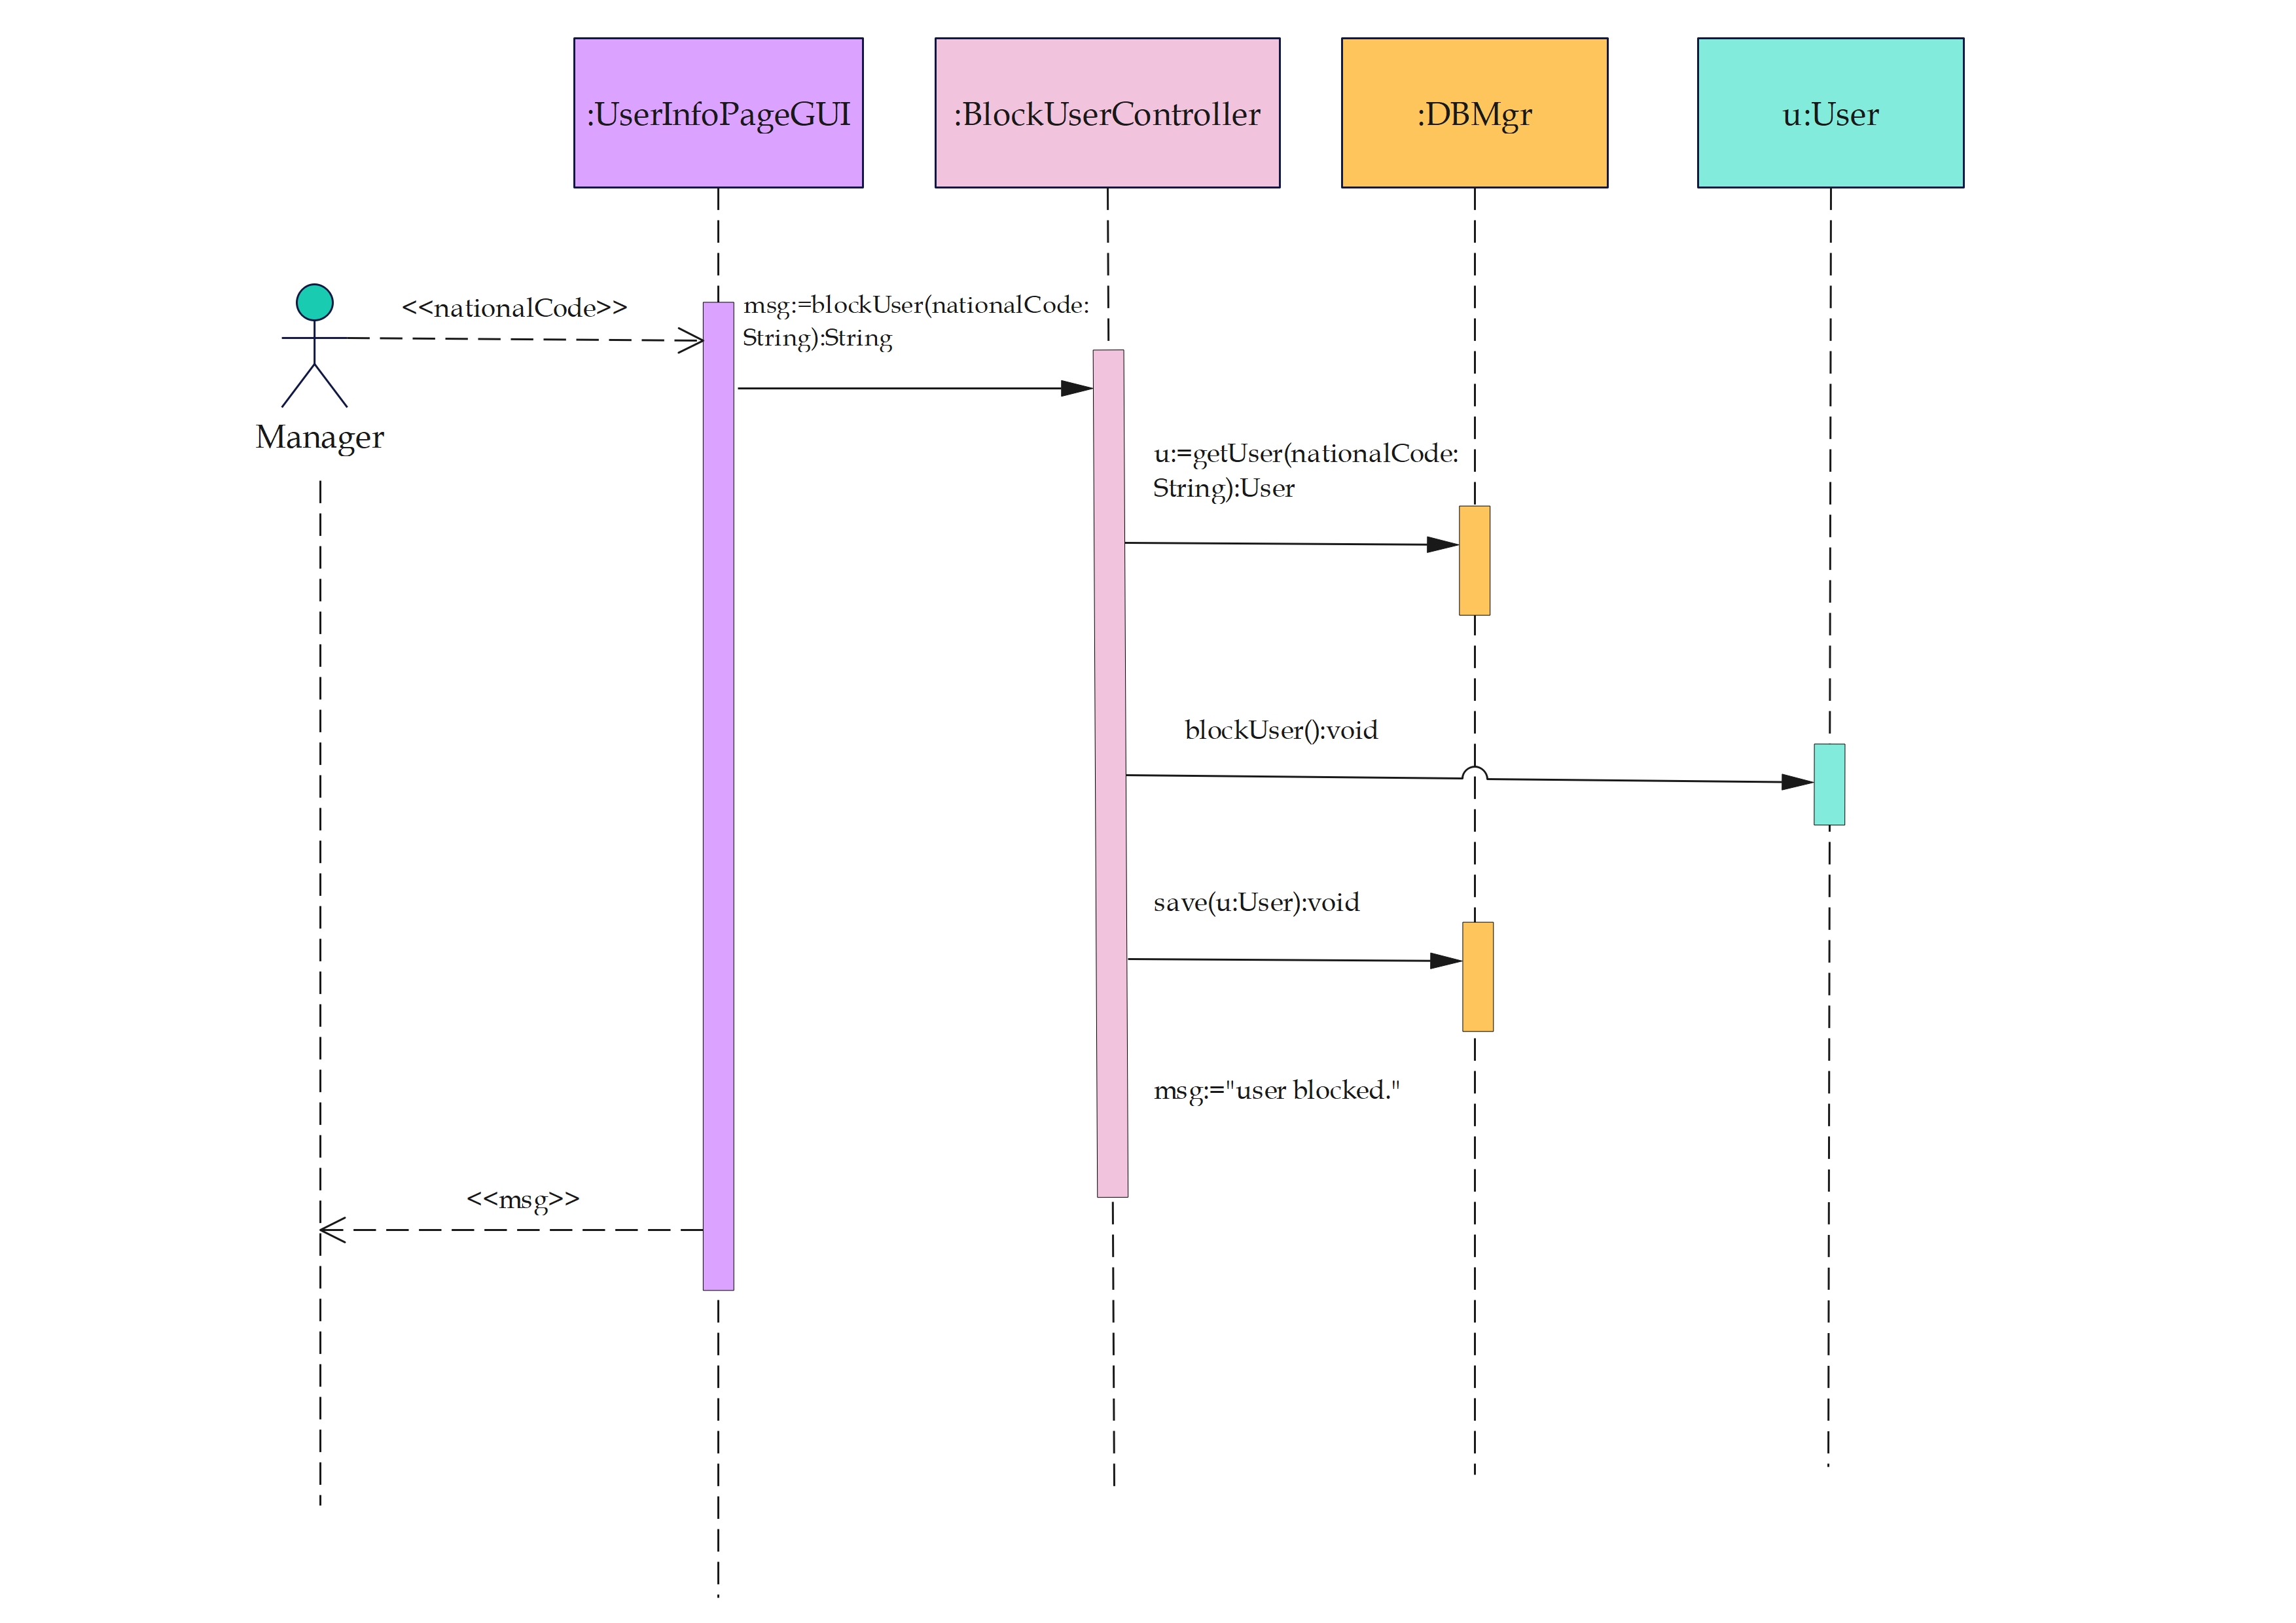 :UserInfoPageGUI
:BlockUserController
:DBMgr
u:User
<<nationalCode>>
msg:=blockUser(nationalCode:
String):String
Manager
u:=getUser(nationalCode:
String):User
blockUser():void
save(u:User):void
msg:="user blocked."
<<msg>>